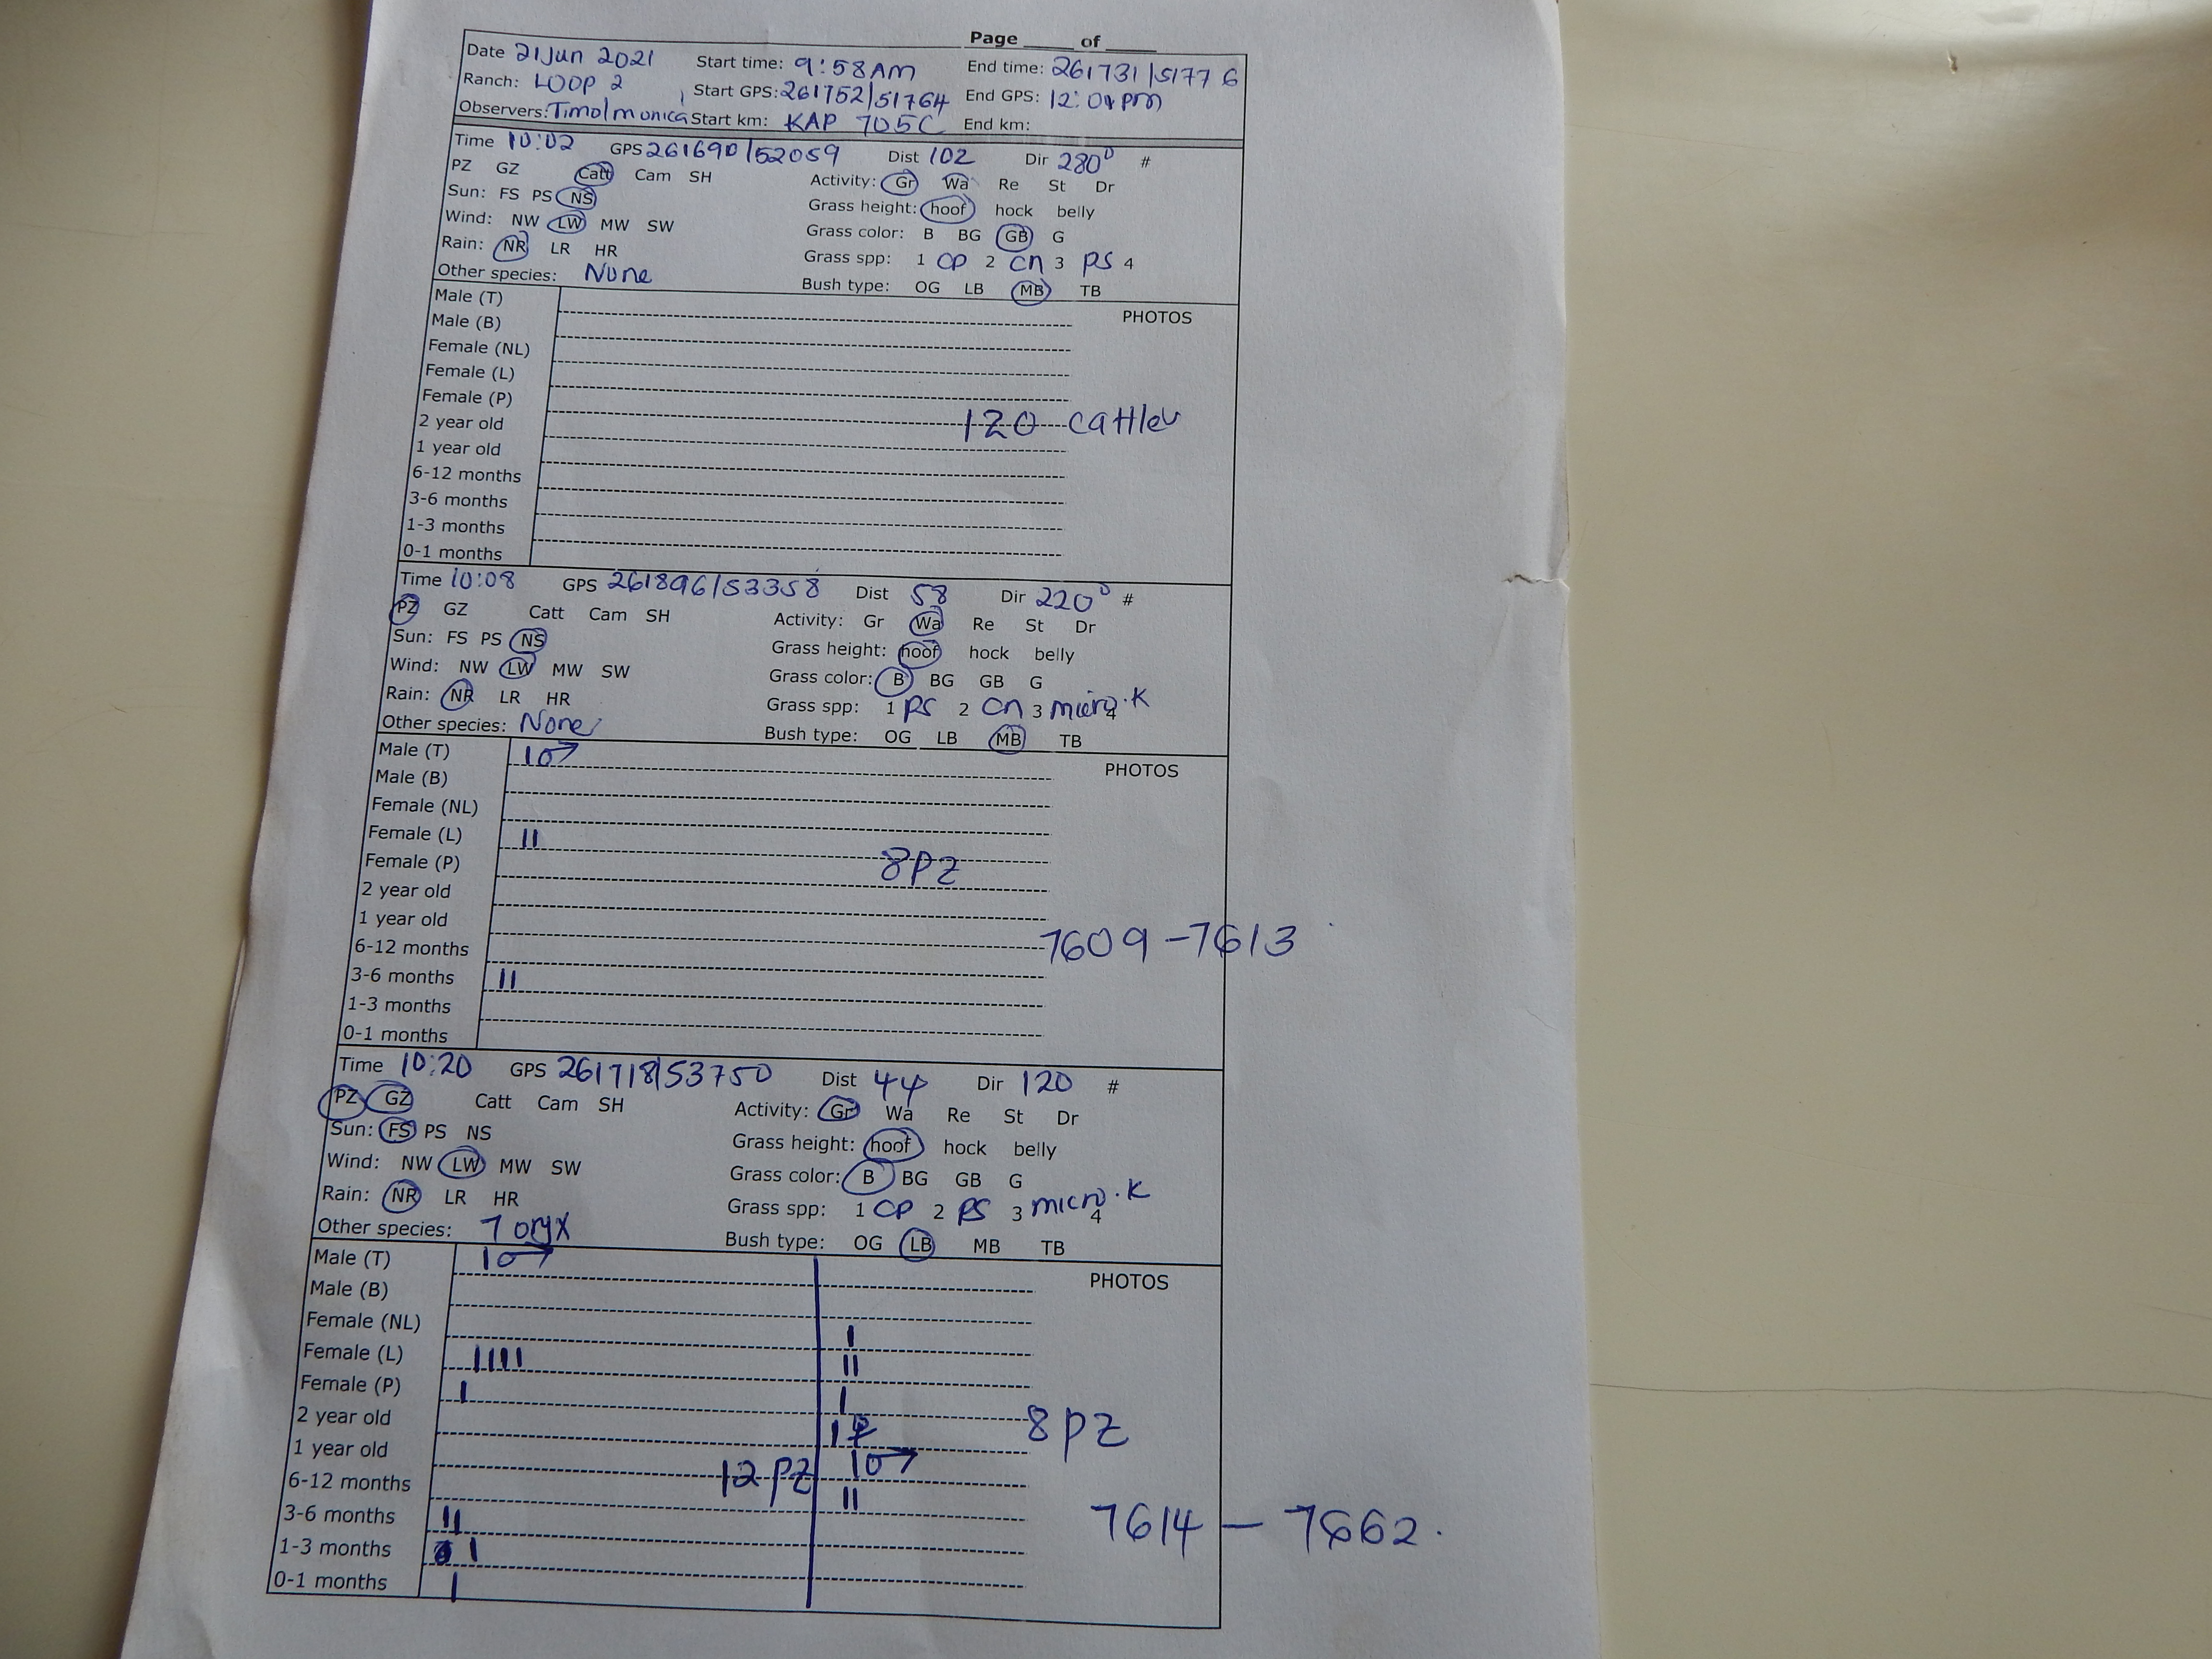 Page ____ of ____
Date 21 Jun 2021 Start time: 9:58AM End time: 261731/51776
Ranch: LOOP 2 Start GPS: 261752/51764 End GPS: 12:01PM
Observers: Timo/monica Start km: KAP 705C End km:
Time 10:02 GPS 261690/52059 Dist 102 Dir 280° #
PZ GZ Catt Cam SH Activity: Gr Wa Re St Dr
Sun: FS PS NS Grass height: hoof hock belly
Wind: NW LW MW SW Grass color: B BG GB G
Rain: NR LR HR Grass spp: 1 CP 2 Cn 3 PS 4
Other species: None Bush type: OG LB MB TB
Male (T) PHOTOS
Male (B)
Female (NL)
Female (L)
Female (P)
2 year old 120 cattle
1 year old
6-12 months
3-6 months
1-3 months
0-1 months
Time 10:08 GPS 261896/53358 Dist 58 Dir 220° #
PZ GZ Catt Cam SH Activity: Gr Wa Re St Dr
Sun: FS PS NS Grass height: hoof hock belly
Wind: NW LW MW SW Grass color: B BG GB G
Rain: NR LR HR Grass spp: 1 PS 2 Cn 3 micro.K 4
Other species: None Bush type: OG LB MB TB
Male (T) 10→ PHOTOS
Male (B)
Female (NL)
Female (L) II
Female (P) 8PZ
2 year old
1 year old
6-12 months 7609-7613
3-6 months II
1-3 months
0-1 months
Time 10:20 GPS 261718/53750 Dist 44 Dir 120 #
PZ GZ Catt Cam SH Activity: Gr Wa Re St Dr
Sun: FS PS NS Grass height: hoof hock belly
Wind: NW LW MW SW Grass color: B BG GB G
Rain: NR LR HR Grass spp: 1 CP 2 PS 3 micro.K 4
Other species: 7 oryx Bush type: OG LB MB TB
Male (T) 10→ PHOTOS
Male (B)
Female (NL) I
Female (L) IIII II
Female (P) I I
2 year old I 8PZ
1 year old 10→
6-12 months 12PZ II
3-6 months II 7614 - 7662.
1-3 months I
0-1 months I